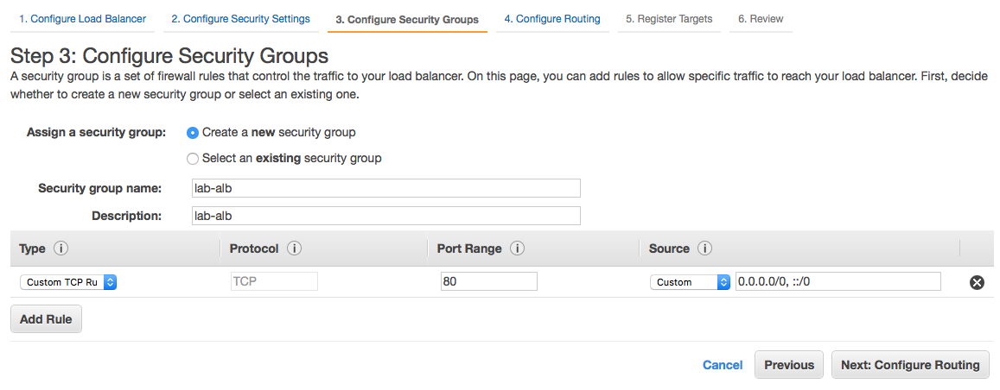 1. Configure Load Balancer 2. Configure Security Settings 3. Configure Security Groups 4. Configure Routing 5. Register Targets 6. Review
Step 3: Configure Security Groups
A security group is a set of firewall rules that control the traffic to your load balancer. On this page, you can add rules to allow specific traffic to reach your load balancer. First, decide
whether to create a new security group or select an existing one.
Assign a security group: Create a new security group
Select an existing security group
Security group name: lab-alb
Description: lab-alb
Type i Protocol i Port Range i Source i
Custom TCP Ru TCP 80 Custom 0.0.0.0/0, ::/0
Add Rule
Cancel Previous Next: Configure Routing